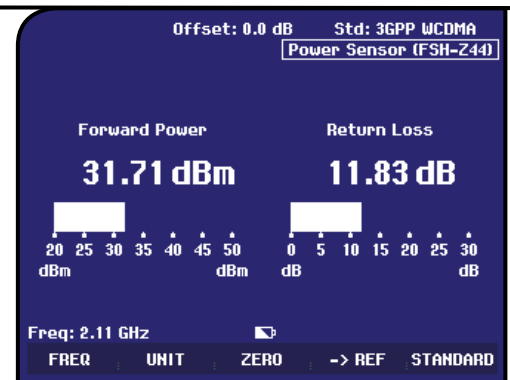 Offset: 0.0 dB Std: 3GPP WCDMA
Power Sensor (FSH-Z44)
Forward Power Return Loss
31.71 dBm 11.83 dB
20 25 30 35 40 45 50 0 5 10 15 20 25 30
dBm dBm dB dB
Freq: 2.11 GHz
FREQ UNIT ZERO -> REF STANDARD